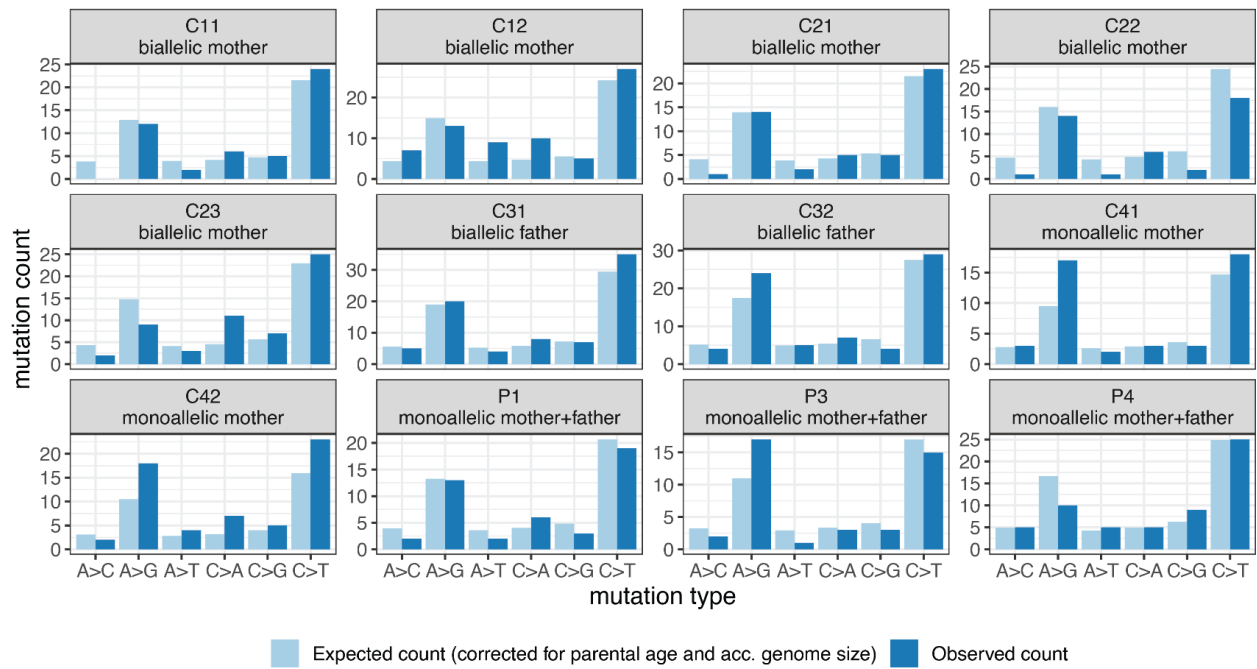 C11
biallelic mother
C12
biallelic mother
C21
biallelic mother
C22
biallelic mother
25
20
15
10
5
0
20
10
0
20
15
10
5
0
25
20
15
10
5
0
C23
biallelic mother
C31
biallelic father
C32
biallelic father
C41
monoallelic mother
25
20
15
10
5
0
30
20
10
0
30
20
10
0
15
10
5
0
C42
monoallelic mother
P1
monoallelic mother+father
P3
monoallelic mother+father
P4
monoallelic mother+father
20
15
10
5
0
20
15
10
5
0
15
10
5
0
25
20
15
10
5
0
A>C A>G A>T C>A C>G C>T
A>C A>G A>T C>A C>G C>T
A>C A>G A>T C>A C>G C>T
A>C A>G A>T C>A C>G C>T
mutation count
mutation type
Expected count (corrected for parental age and acc. genome size)
Observed count